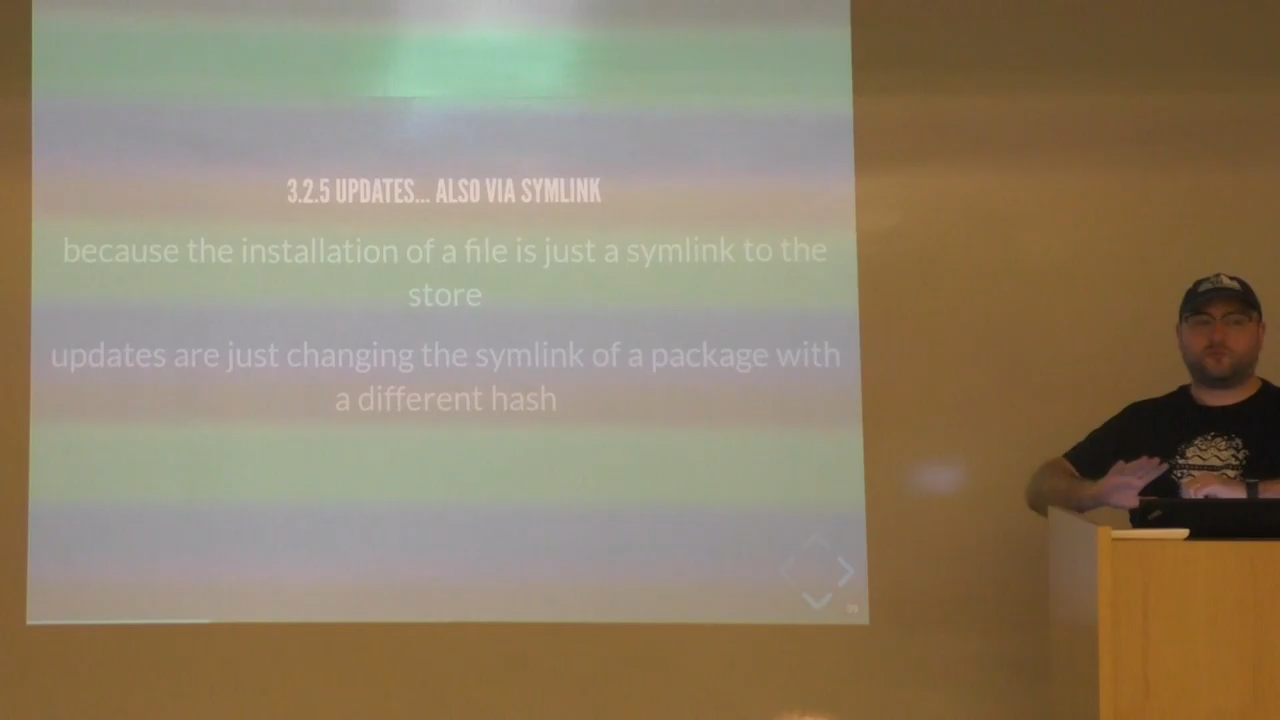 3.2.5 UPDATES... ALSO VIA SYMLINK
because the installation of a file is just a symlink to the
store
updates are just changing the symlink of a package with
a different hash